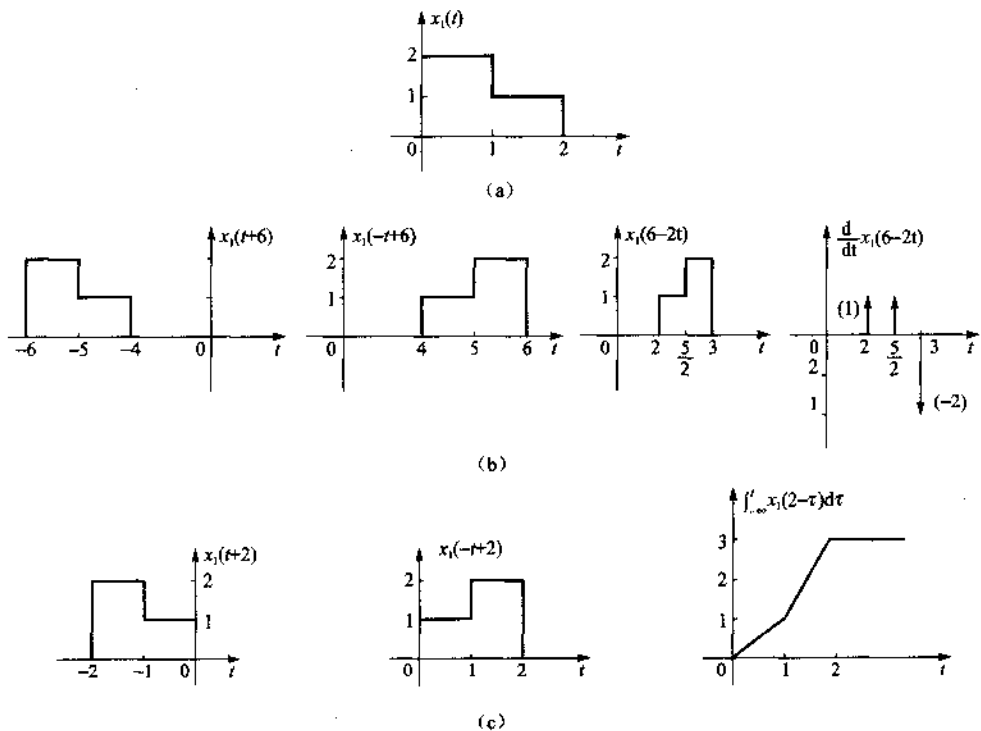 x₁(t)
2
1
0 1 2 t
(a)
x₁(t+6)
-6 -5 -4 0 t
x₁(-t+6)
2
1
0 4 5 6 t
x₁(6-2t)
2
1
0 2 5/2 3 t
d/dt x₁(6-2t)
(1)
0 2 5/2 3 t
2
1
(-2)
(b)
x₁(t+2)
2
1
-2 -1 0 t
x₁(-t+2)
2
1
0 1 2 t
∫₋∞ᵗ x₁(2-τ)dτ
3
2
1
0 1 2 t
(c)